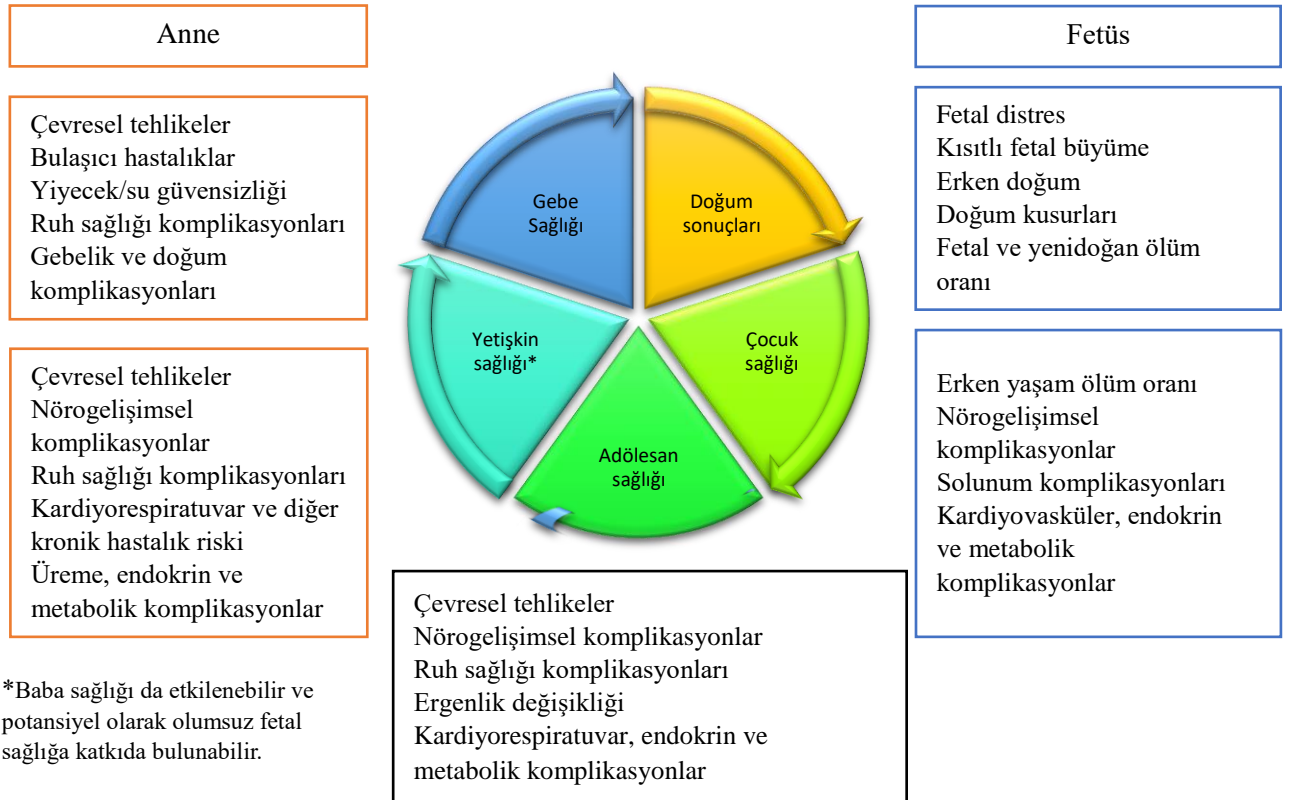 Anne
Çevresel tehlikeler
Bulaşıcı hastalıklar
Yiyecek/su güvensizliği
Ruh sağlığı komplikasyonları
Gebelik ve doğum
komplikasyonları
Çevresel tehlikeler
Nörogelişimsel
komplikasyonlar
Ruh sağlığı komplikasyonları
Kardiyorespiratuvar ve diğer
kronik hastalık riski
Üreme, endokrin ve
metabolik komplikasyonlar
*Baba sağlığı da etkilenebilir ve
potansiyel olarak olumsuz fetal
sağlığa katkıda bulunabilir.
Gebe
Sağlığı
Doğum
sonuçları
Yetişkin
sağlığı*
Çocuk
sağlığı
Adölesan
sağlığı
Çevresel tehlikeler
Nörogelişimsel komplikasyonlar
Ruh sağlığı komplikasyonları
Ergenlik değişikliği
Kardiyorespiratuvar, endokrin ve
metabolik komplikasyonlar
Fetüs
Fetal distres
Kısıtlı fetal büyüme
Erken doğum
Doğum kusurları
Fetal ve yenidoğan ölüm
oranı
Erken yaşam ölüm oranı
Nörogelişimsel
komplikasyonlar
Solunum komplikasyonları
Kardiyovasküler, endokrin
ve metabolik
komplikasyonlar